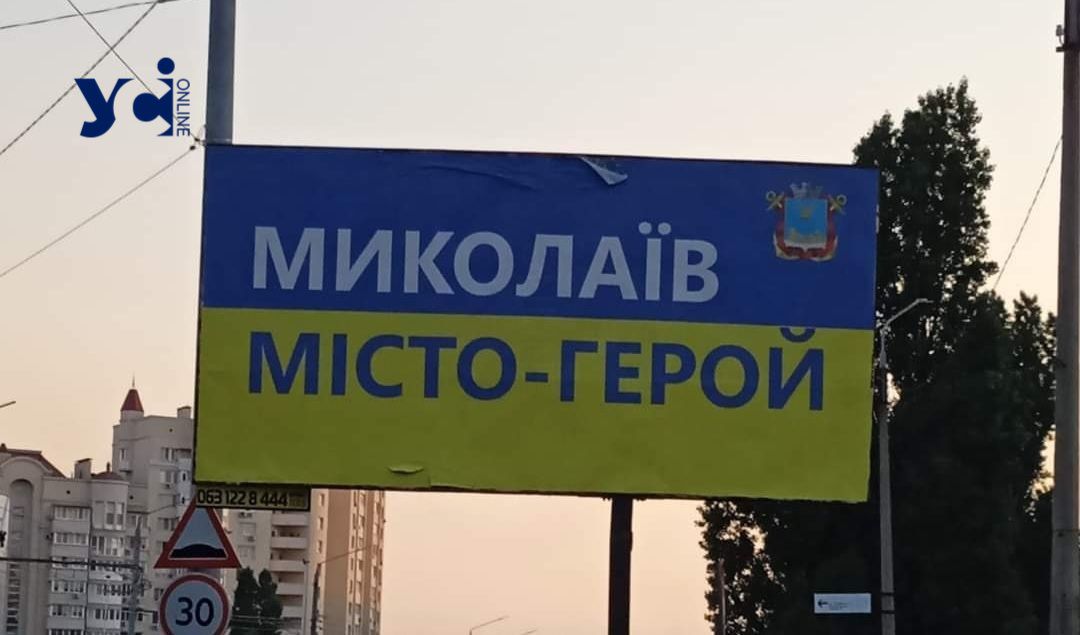 УСІ
ONLINE
МИКОЛАЇВ
МІСТО-ГЕРОЙ
063 122 8 444
30